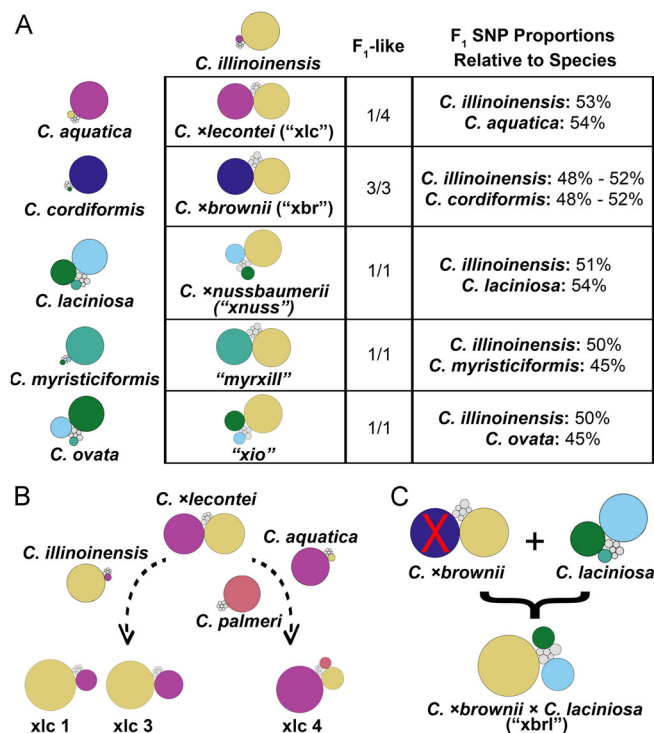 A
C. illinoinensis
F1-like
F1 SNP Proportions
Relative to Species
C. aquatica
C. ×lecontei ("xlc")
1/4
C. illinoinensis: 53%
C. aquatica: 54%
C. cordiformis
C. ×brownii ("xbr")
3/3
C. illinoinensis: 48% - 52%
C. cordiformis: 48% - 52%
C. laciniosa
C. ×nussbaumerii
("xnuss")
1/1
C. illinoinensis: 51%
C. laciniosa: 54%
C. myristiciformis
"myrxill"
1/1
C. illinoinensis: 50%
C. myristiciformis: 45%
C. ovata
"xio"
1/1
C. illinoinensis: 50%
C. ovata: 45%
B
C. ×lecontei
C. illinoinensis
C. aquatica
C. palmeri
xlc 1
xlc 3
xlc 4
C
X
+
C. ×brownii
C. laciniosa
C. ×brownii × C. laciniosa
("xbrl")